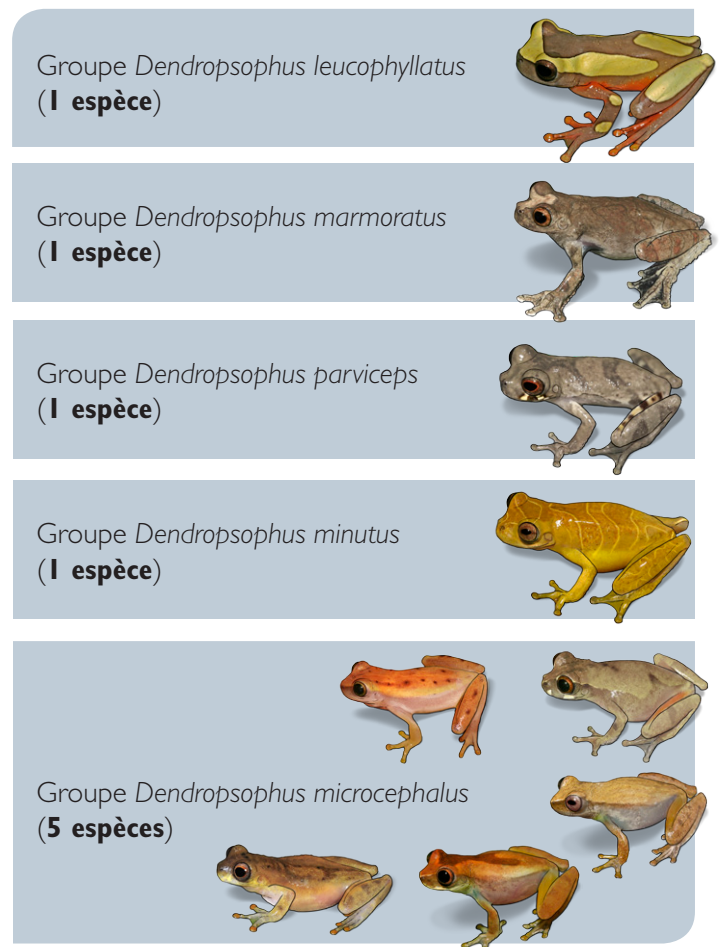 Groupe Dendropsophus leucophyllatus
(1 espèce)
Groupe Dendropsophus marmoratus
(1 espèce)
Groupe Dendropsophus parviceps
(1 espèce)
Groupe Dendropsophus minutus
(1 espèce)
Groupe Dendropsophus microcephalus
(5 espèces)